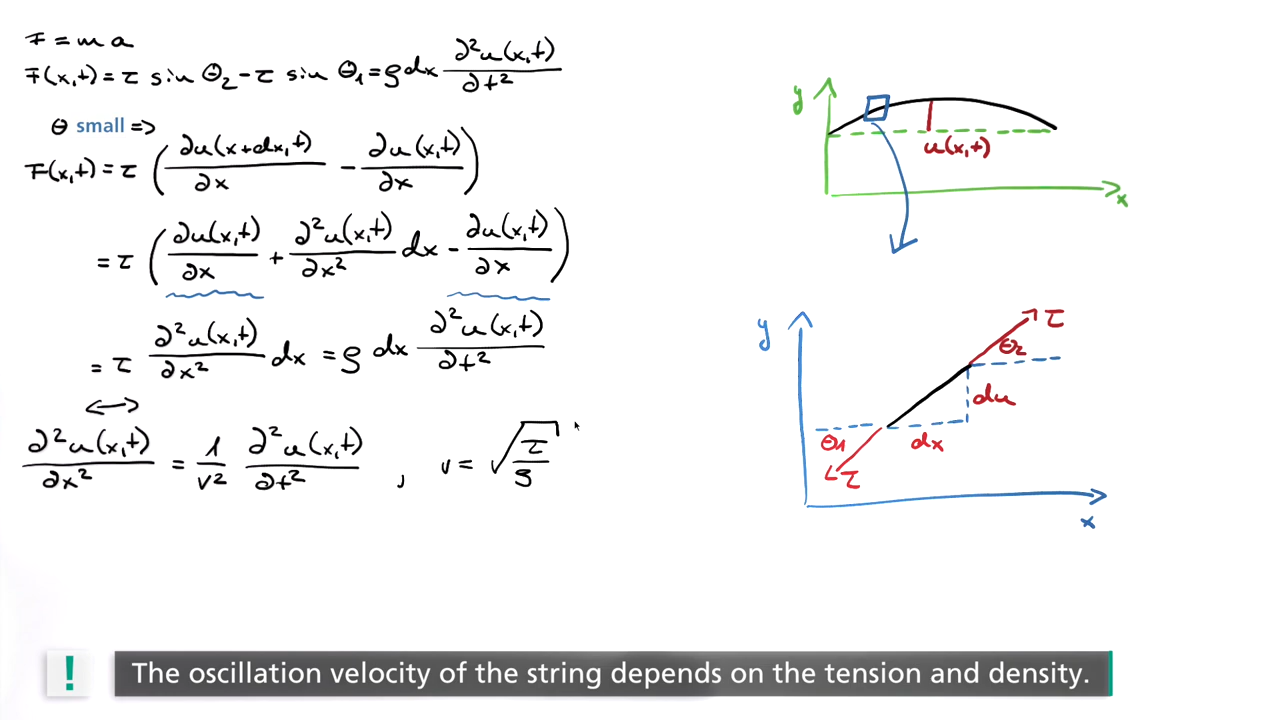 F = m a
F(x,t) = τ sin Θ₂ − τ sin Θ₁ = ρ dx ∂²u(x,t)/∂t²
Θ small =>
F(x,t) = τ (∂u(x+dx,t)/∂x − ∂u(x,t)/∂x)
= τ (∂u(x,t)/∂x + ∂²u(x,t)/∂x² dx − ∂u(x,t)/∂x)
= τ ∂²u(x,t)/∂x² dx = ρ dx ∂²u(x,t)/∂t²
∂²u(x,t)/∂x² = 1/v² ∂²u(x,t)/∂t² , v = √(τ/ρ)
y
u(x,t)
x
y
τ
Θ₂
du
Θ₁
dx
τ
x
! The oscillation velocity of the string depends on the tension and density.